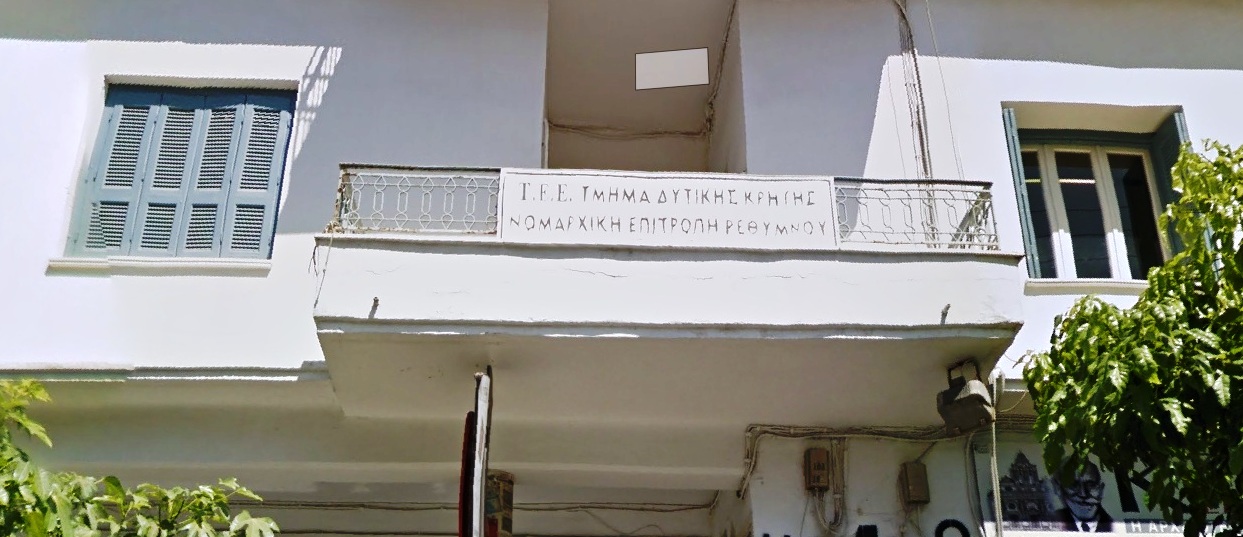 Τ.Ε.Ε. ΤΜΗΜΑ ΔΥΤΙΚΗΣ ΚΡΗΤΗΣ
ΝΟΜΑΡΧΙΚΗ ΕΠΙΤΡΟΠΗ ΡΕΘΥΜΝΟΥ